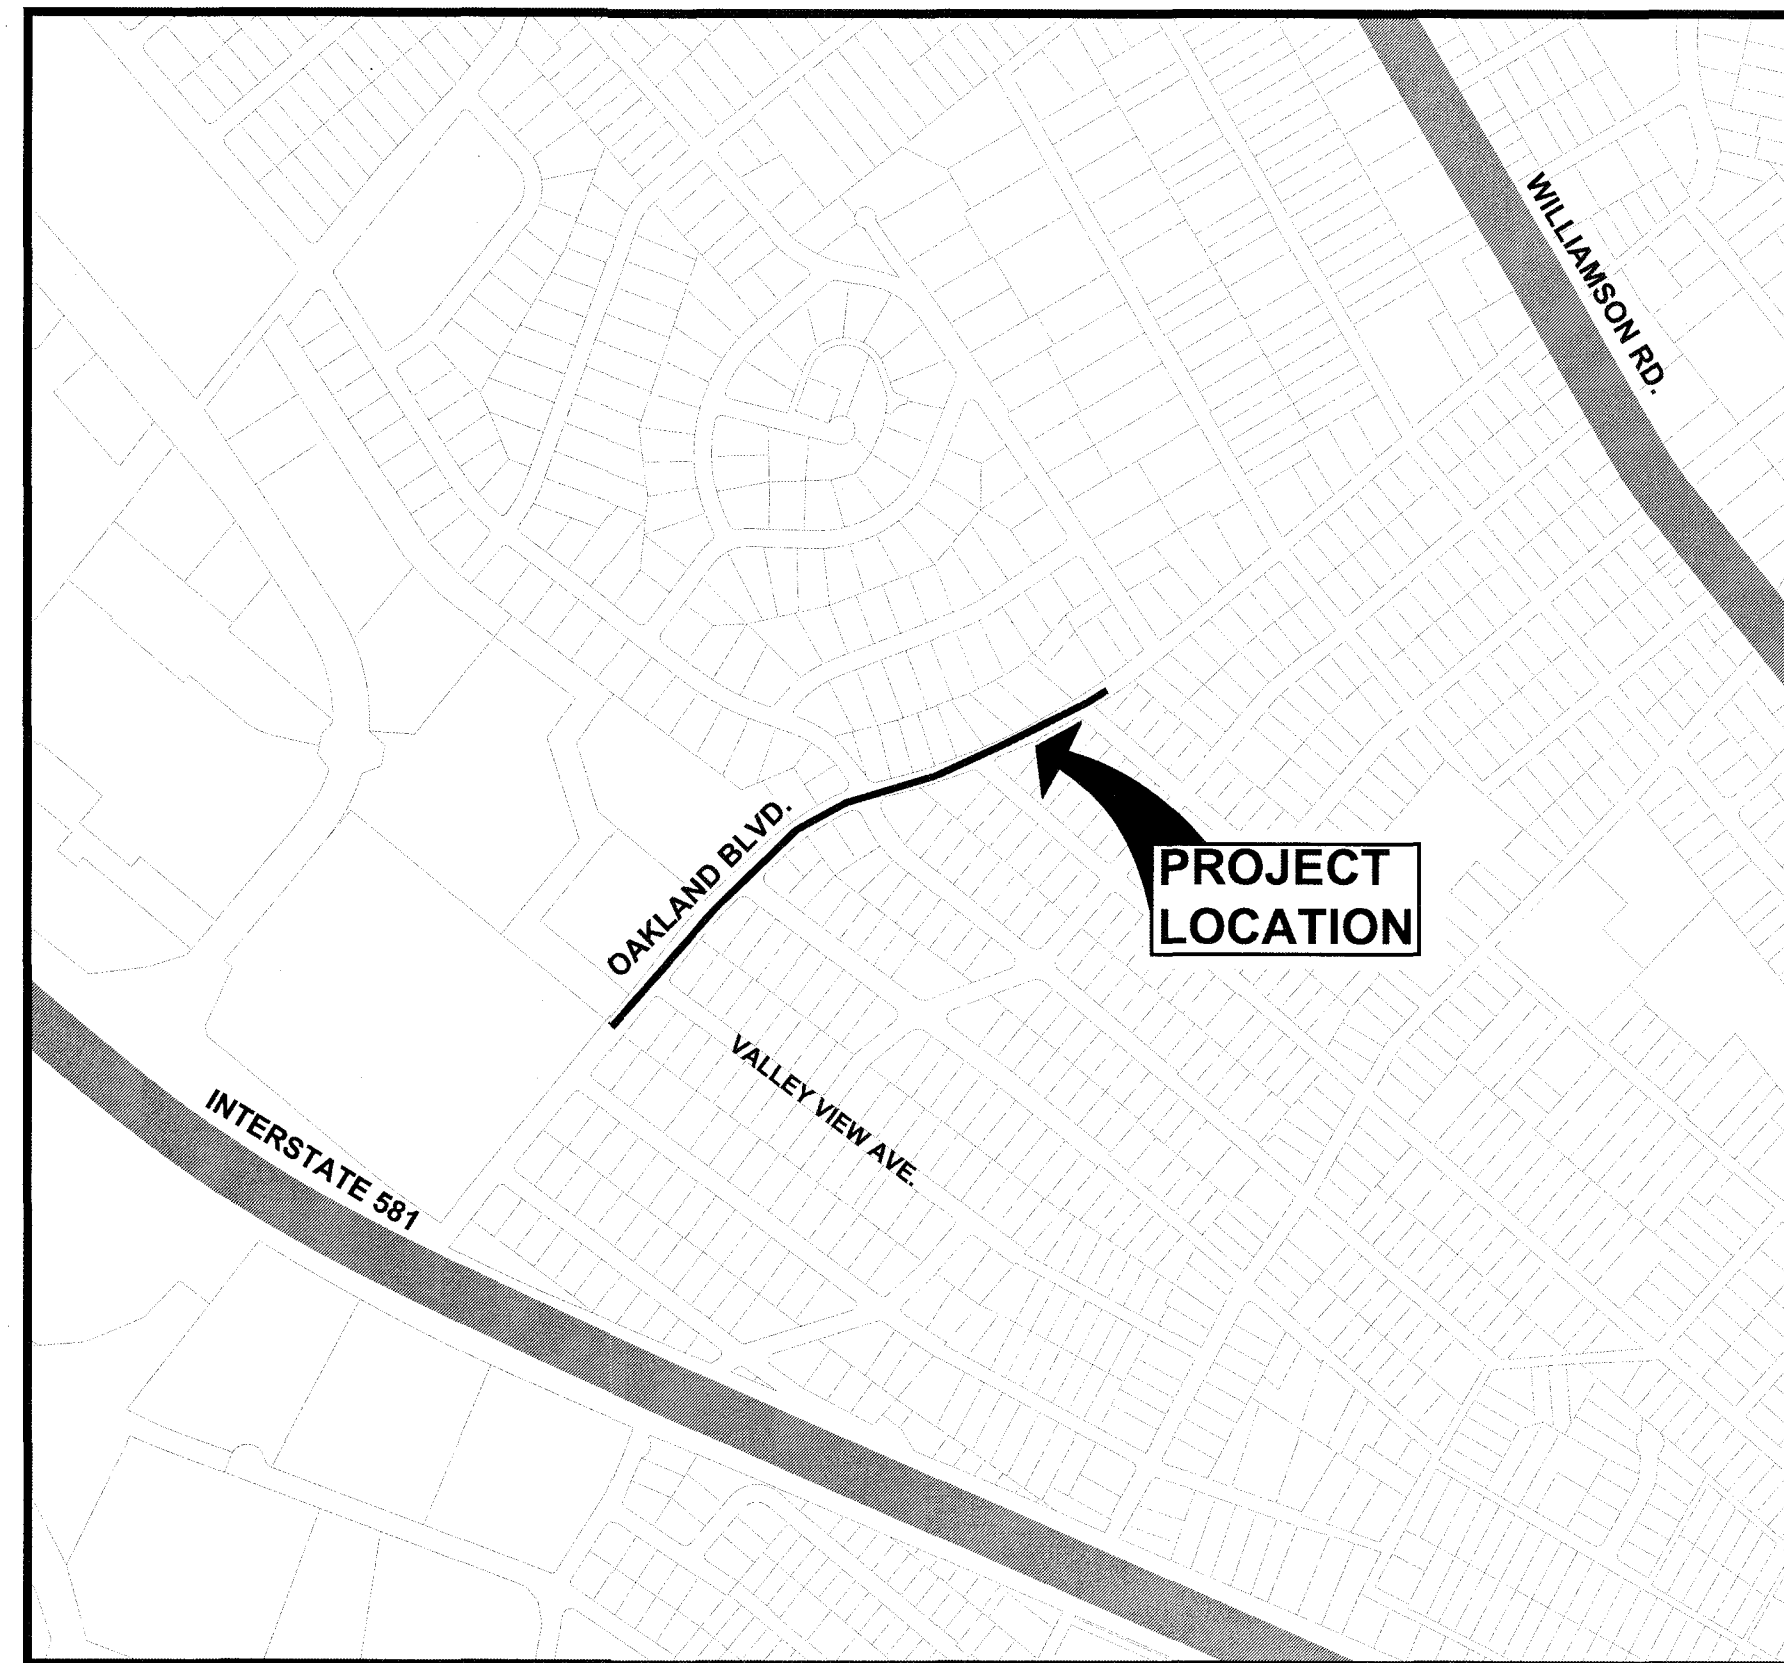 WILLIAMSON RD.
OAKLAND BLVD.
PROJECT
LOCATION
VALLEY VIEW AVE.
INTERSTATE 581